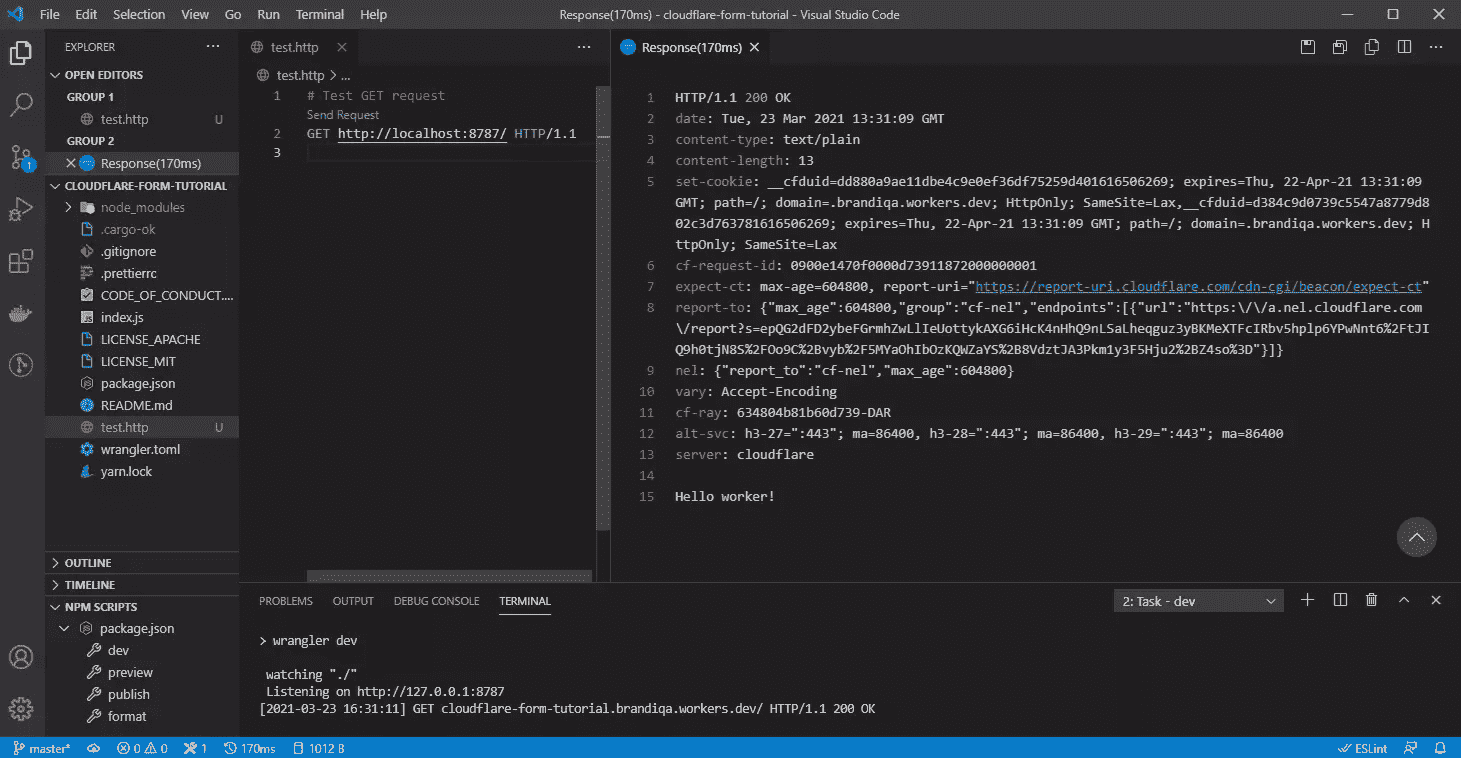 File Edit Selection View Go Run Terminal Help
Response(170ms) - cloudflare-form-tutorial - Visual Studio Code
EXPLORER
OPEN EDITORS
GROUP 1
test.http U
GROUP 2
Response(170ms)
CLOUDFLARE-FORM-TUTORIAL
node_modules
.cargo-ok
.gitignore
.prettierrc
CODE_OF_CONDUCT....
index.js
LICENSE_APACHE
LICENSE_MIT
package.json
README.md
test.http U
wrangler.toml
yarn.lock
OUTLINE
TIMELINE
NPM SCRIPTS
package.json
dev
preview
publish
format
1
test.http
test.http > ...
1 # Test GET request
Send Request
2 GET http://localhost:8787/ HTTP/1.1
3
Response(170ms)
1 HTTP/1.1 200 OK
2 date: Tue, 23 Mar 2021 13:31:09 GMT
3 content-type: text/plain
4 content-length: 13
5 set-cookie: __cfduid=dd880a9ae11dbe4c9e0ef36df75259d401616506269; expires=Thu, 22-Apr-21 13:31:09
GMT; path=/; domain=.brandiqa.workers.dev; HttpOnly; SameSite=Lax,__cfduid=d384c9d0739c5547a8779d8
02c3d763781616506269; expires=Thu, 22-Apr-21 13:31:09 GMT; path=/; domain=.brandiqa.workers.dev; H
ttpOnly; SameSite=Lax
6 cf-request-id: 0900e1470f0000d73911872000000001
7 expect-ct: max-age=604800, report-uri="https://report-uri.cloudflare.com/cdn-cgi/beacon/expect-ct"
8 report-to: {"max_age":604800,"group":"cf-nel","endpoints":[{"url":"https:\/\/a.nel.cloudflare.com
\/report?s=epQG2dFD2ybeFGrmhZwLlIeUottykAXG6iHcK4nHhQ9nLSaLheqguz3yBKMeXTFcIRbv5hplp6YPwNnt6%2FtJI
Q9h0tjN8S%2FOo9C%2Bvyb%2F5MYaOhIbOzKQWZaYS%2B8VdztJA3Pkm1y3F5Hju2%2BZ4so%3D"}]}
9 nel: {"report_to":"cf-nel","max_age":604800}
10 vary: Accept-Encoding
11 cf-ray: 634804b81b60d739-DAR
12 alt-svc: h3-27=":443"; ma=86400, h3-28=":443"; ma=86400, h3-29=":443"; ma=86400
13 server: cloudflare
14
15 Hello worker!
PROBLEMS OUTPUT DEBUG CONSOLE TERMINAL
2: Task - dev
> wrangler dev
watching "./"
Listening on http://127.0.0.1:8787
[2021-03-23 16:31:11] GET cloudflare-form-tutorial.brandiqa.workers.dev/ HTTP/1.1 200 OK
master* 0 0 1 170ms 1012 B ESLint